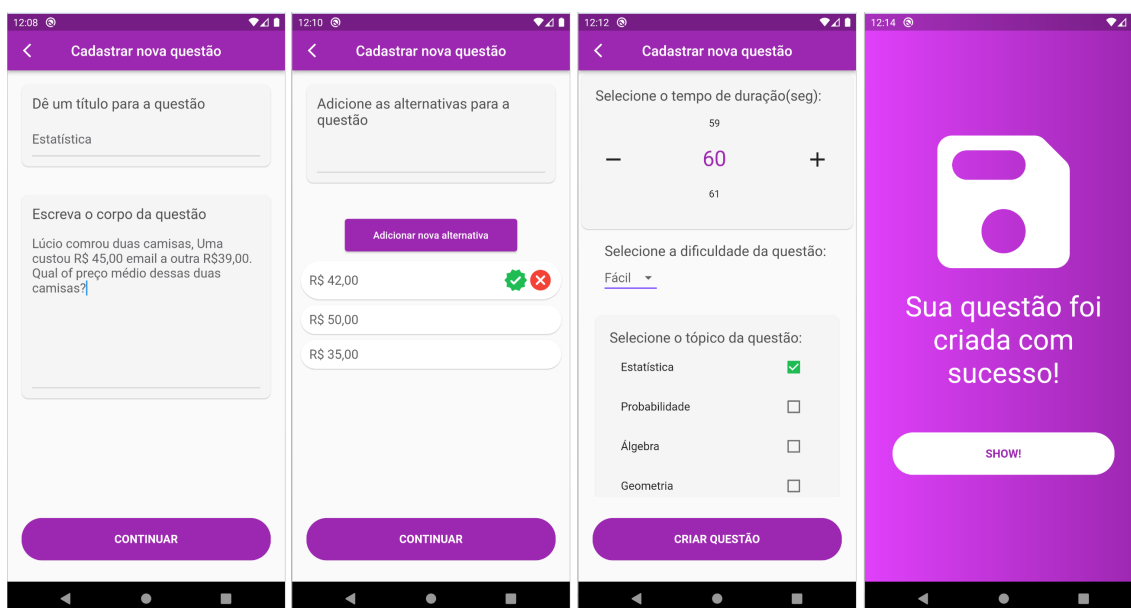 12:08
Cadastrar nova questão
Dê um título para a questão
Estatística
Escreva o corpo da questão
Lúcio comrou duas camisas, Uma
custou R$ 45,00 email a outra R$39,00.
Qual of preço médio dessas duas
camisas?
CONTINUAR
12:10
Cadastrar nova questão
Adicione as alternativas para a
questão
Adicionar nova alternativa
R$ 42,00
R$ 50,00
R$ 35,00
CONTINUAR
12:12
Cadastrar nova questão
Selecione o tempo de duração(seg):
59
60
61
Selecione a dificuldade da questão:
Fácil
Selecione o tópico da questão:
Estatística
Probabilidade
Álgebra
Geometria
CRIAR QUESTÃO
12:14
Sua questão foi
criada com
sucesso!
SHOW!